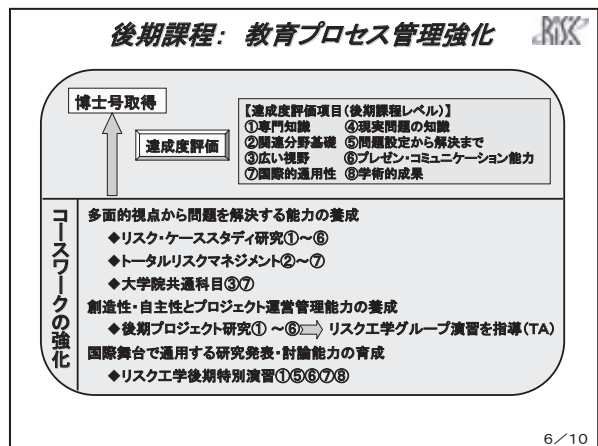 後期課程： 教育プロセス管理強化
RiSK
博士号取得
達成度評価
【達成度評価項目(後期課程レベル)】
①専門知識 ④現実問題の知識
②関連分野基礎 ⑤問題設定から解決まで
③広い視野 ⑥プレゼン・コミュニケーション能力
⑦国際的通用性 ⑧学術的成果
コースワークの強化
多面的視点から問題を解決する能力の養成
◆リスク・ケーススタディ研究①～⑥
◆トータルリスクマネジメント②～⑦
◆大学院共通科目③⑦
創造性・自主性とプロジェクト運営管理能力の養成
◆後期プロジェクト研究① ～⑥⇨ リスク工学グループ演習を指導(TA)
国際舞台で通用する研究発表・討論能力の育成
◆リスク工学後期特別演習①⑤⑥⑦⑧
6／10